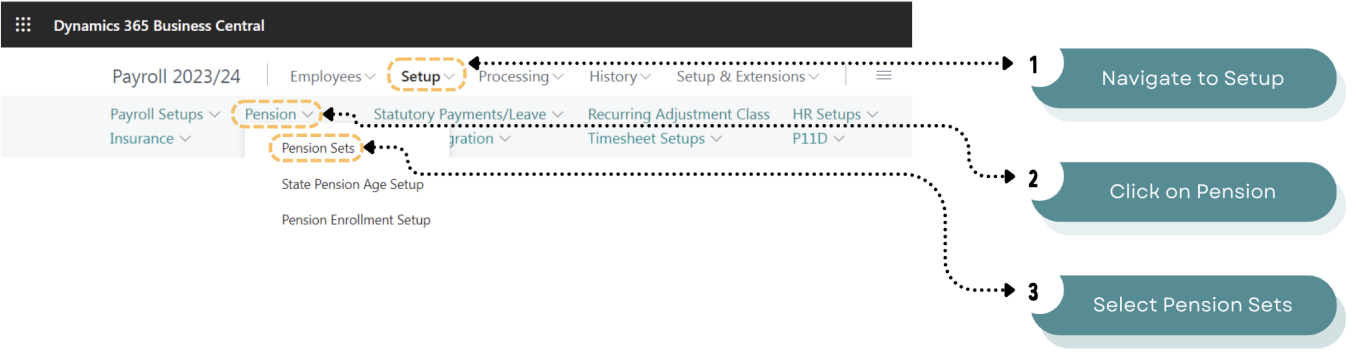 Dynamics 365 Business Central
Payroll 2023/24 Employees Setup Processing History Setup & Extensions
Payroll Setups Pension Statutory Payments/Leave Recurring Adjustment Class HR Setups
Insurance gration Timesheet Setups P11D
Pension Sets
State Pension Age Setup
Pension Enrollment Setup
1 Navigate to Setup
2 Click on Pension
3 Select Pension Sets